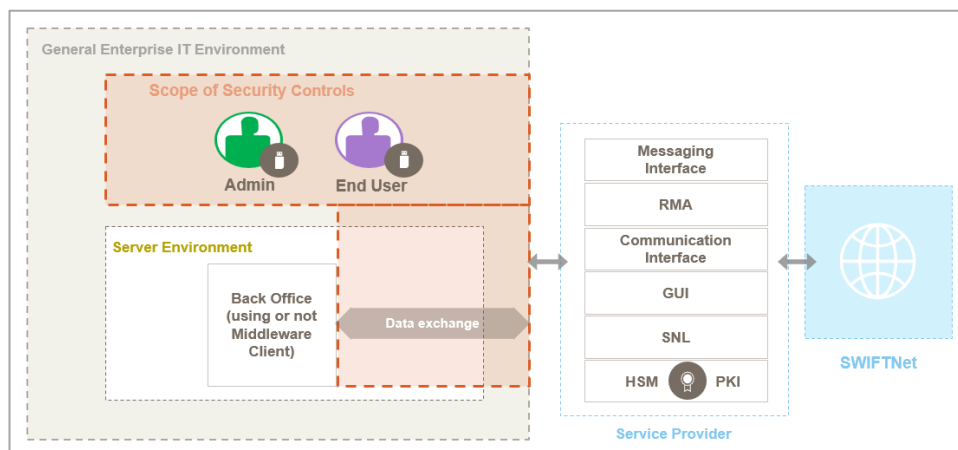 General Enterprise IT Environment
Scope of Security Controls
Admin
End User
Server Environment
Back Office
(using or not
Middleware
Client)
Data exchange
Messaging
Interface
RMA
Communication
Interface
GUI
SNL
HSM PKI
Service Provider
SWIFTNet